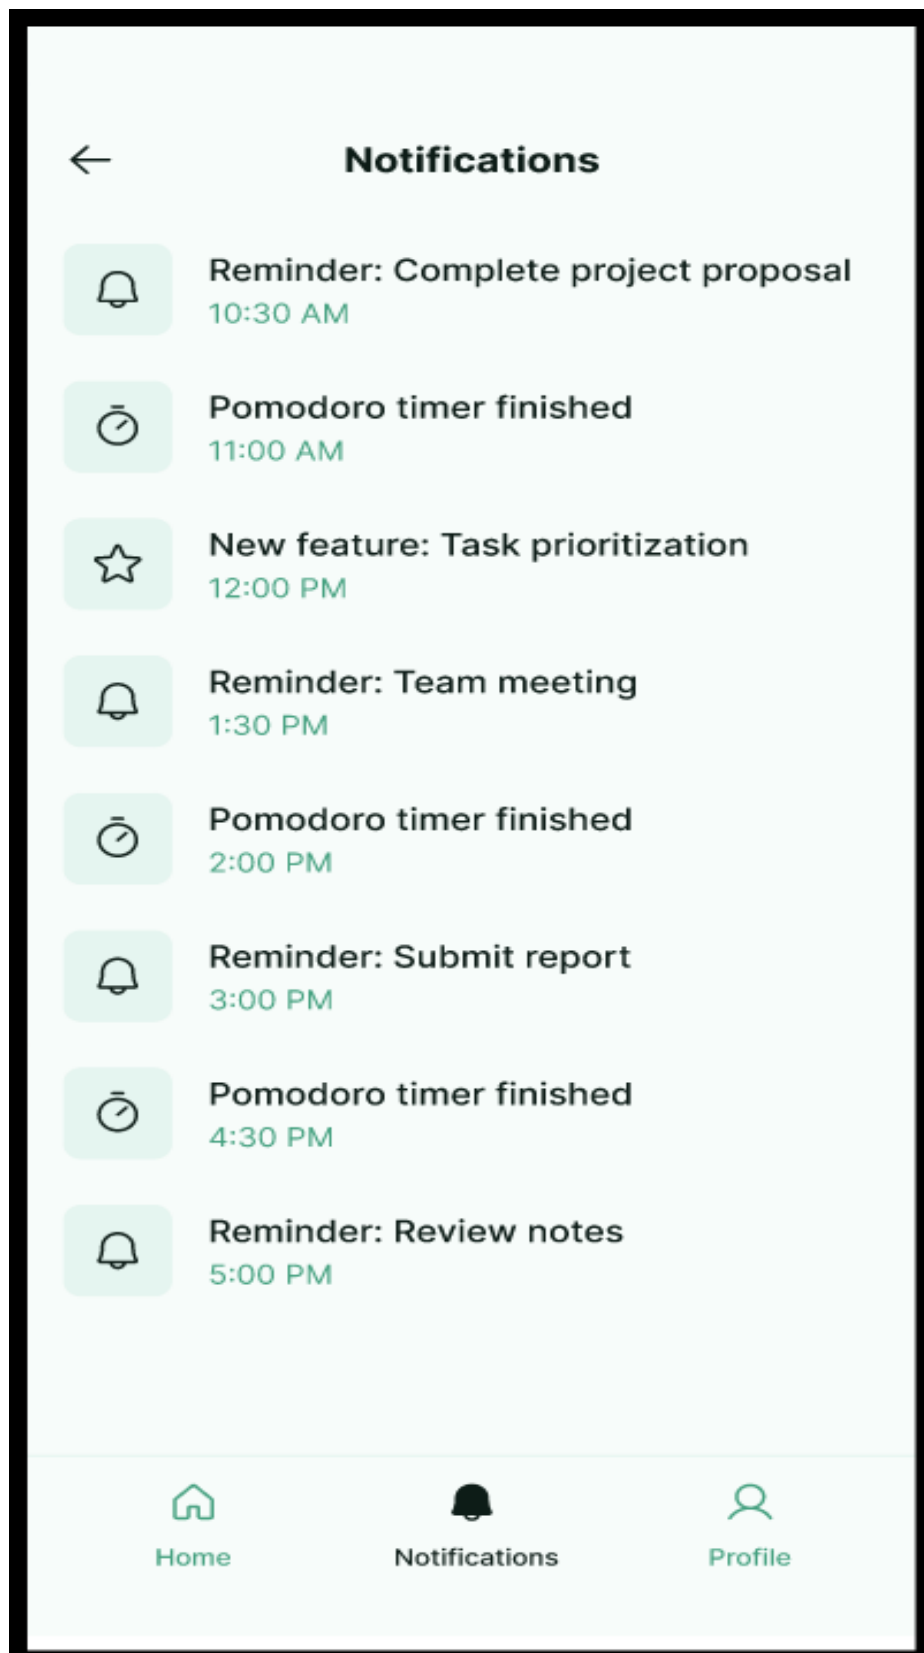 Notifications
Reminder: Complete project proposal
10:30 AM
Pomodoro timer finished
11:00 AM
New feature: Task prioritization
12:00 PM
Reminder: Team meeting
1:30 PM
Pomodoro timer finished
2:00 PM
Reminder: Submit report
3:00 PM
Pomodoro timer finished
4:30 PM
Reminder: Review notes
5:00 PM
Home
Notifications
Profile